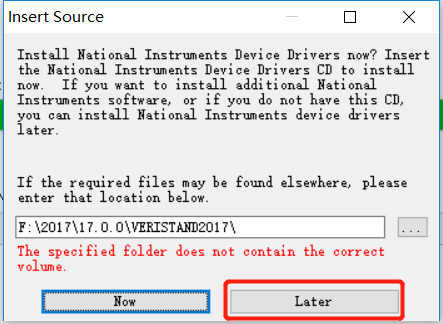 Insert Source
Install National Instruments Device Drivers now? Insert
the National Instruments Device Drivers CD to install
now.  If you want to install additional National
Instruments software, or if you do not have this CD,
you can install National Instruments device drivers
later.
If the required files may be found elsewhere, please
enter that location below.
F:\2017\17.0.0\VERISTAND2017\
...
The specified folder does not contain the correct
volume.
Now
Later